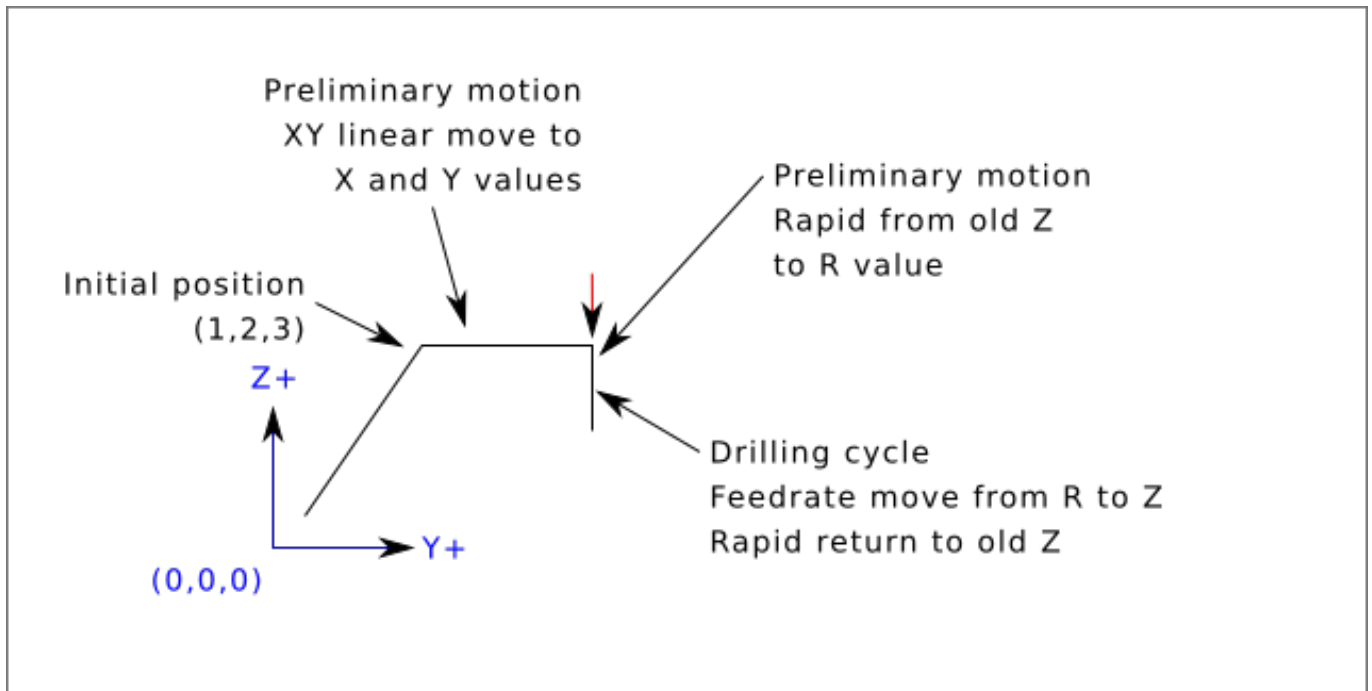 Preliminary motion
XY linear move to
X and Y values
Preliminary motion
Rapid from old Z
to R value
Initial position
(1,2,3)
Z+
Drilling cycle
Feedrate move from R to Z
Rapid return to old Z
Y+
(0,0,0)